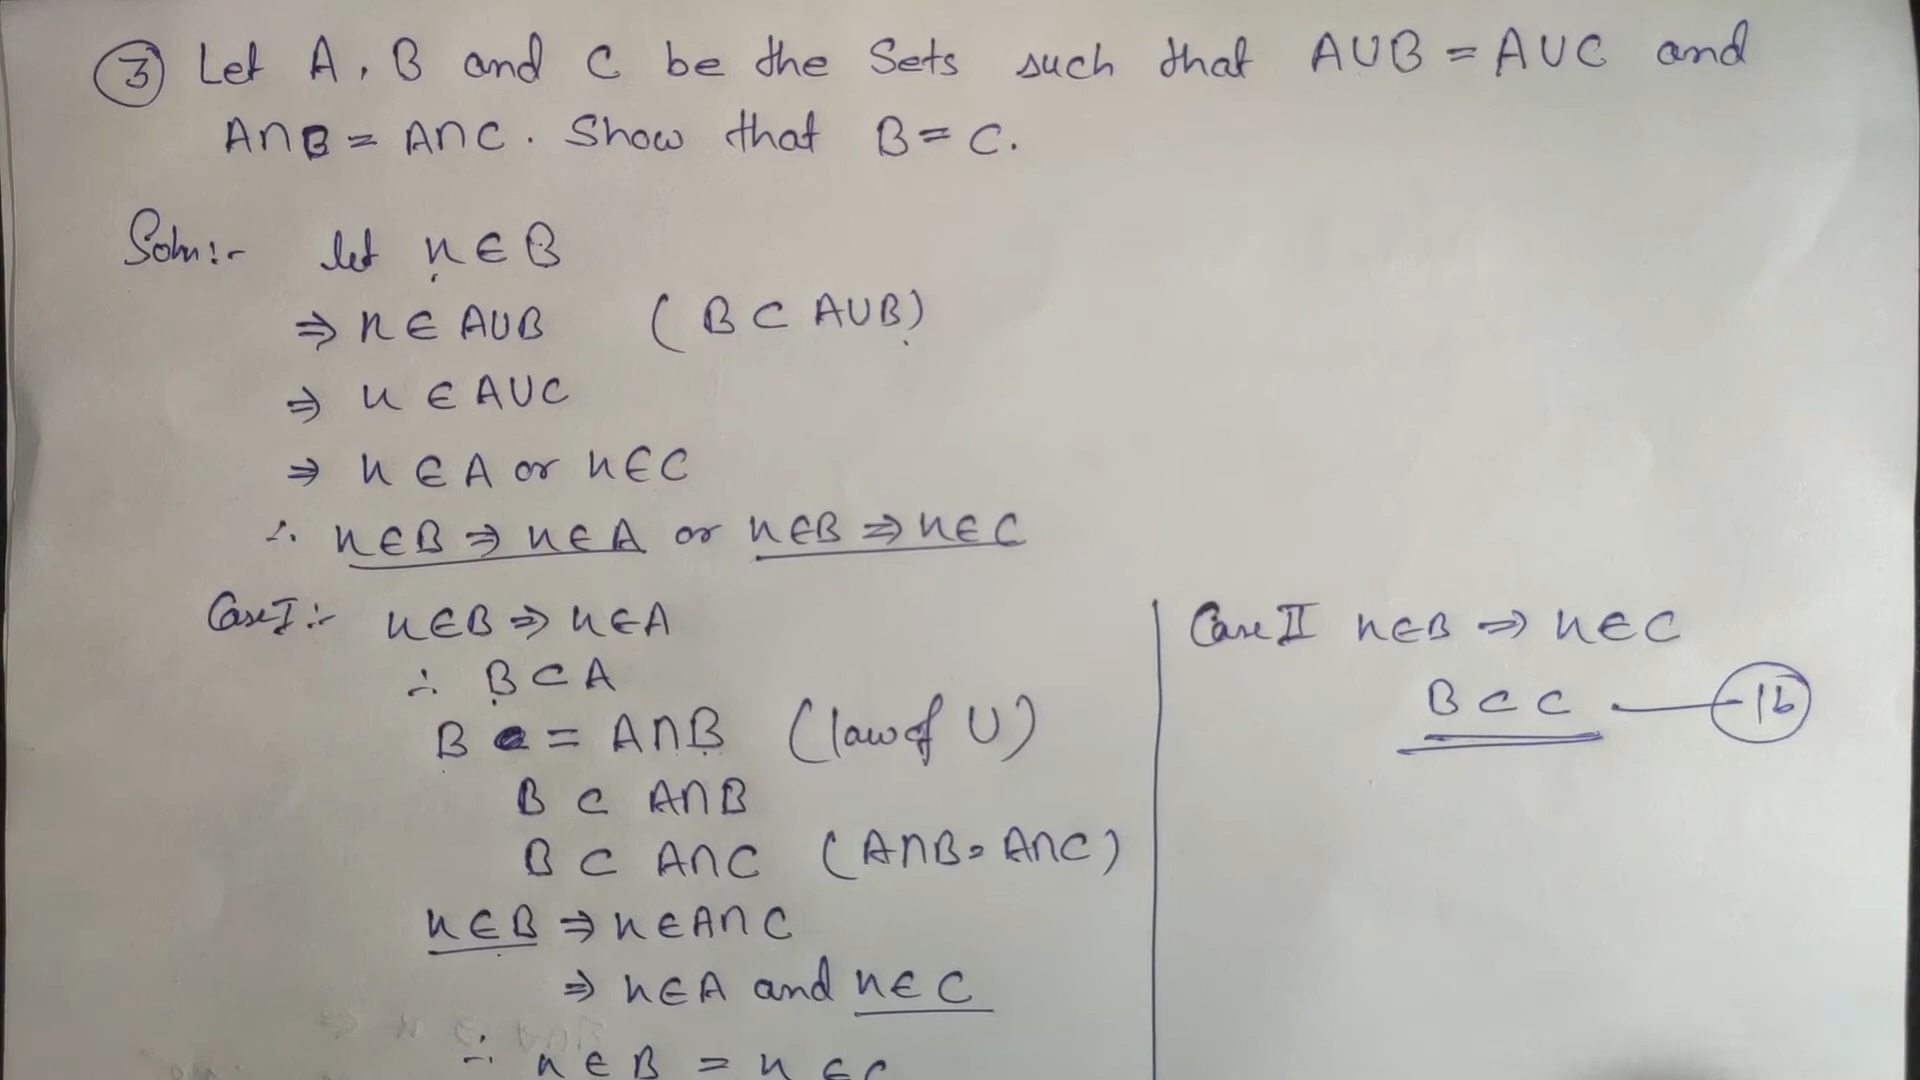 ③ Let A, B and C be the Sets such that A∪B = A∪C and
A∩B = A∩C. Show that B = C.
Soln:- let x ∈ B
⇒ x ∈ A∪B (B ⊂ A∪B)
⇒ x ∈ A∪C
⇒ x ∈ A or x ∈ C
∴ x∈B ⇒ x∈A or x∈B ⇒ x∈C
Case I :- x∈B ⇒ x∈A
∴ B ⊂ A
B = A∩B (law of U)
B ⊂ A∩B
B ⊂ A∩C (A∩B = A∩C)
x∈B ⇒ x∈A∩C
⇒ x∈A and x∈C
∴ x∈B = x∈C
Case II x∈B ⇒ x∈C
B ⊂ C — 1b